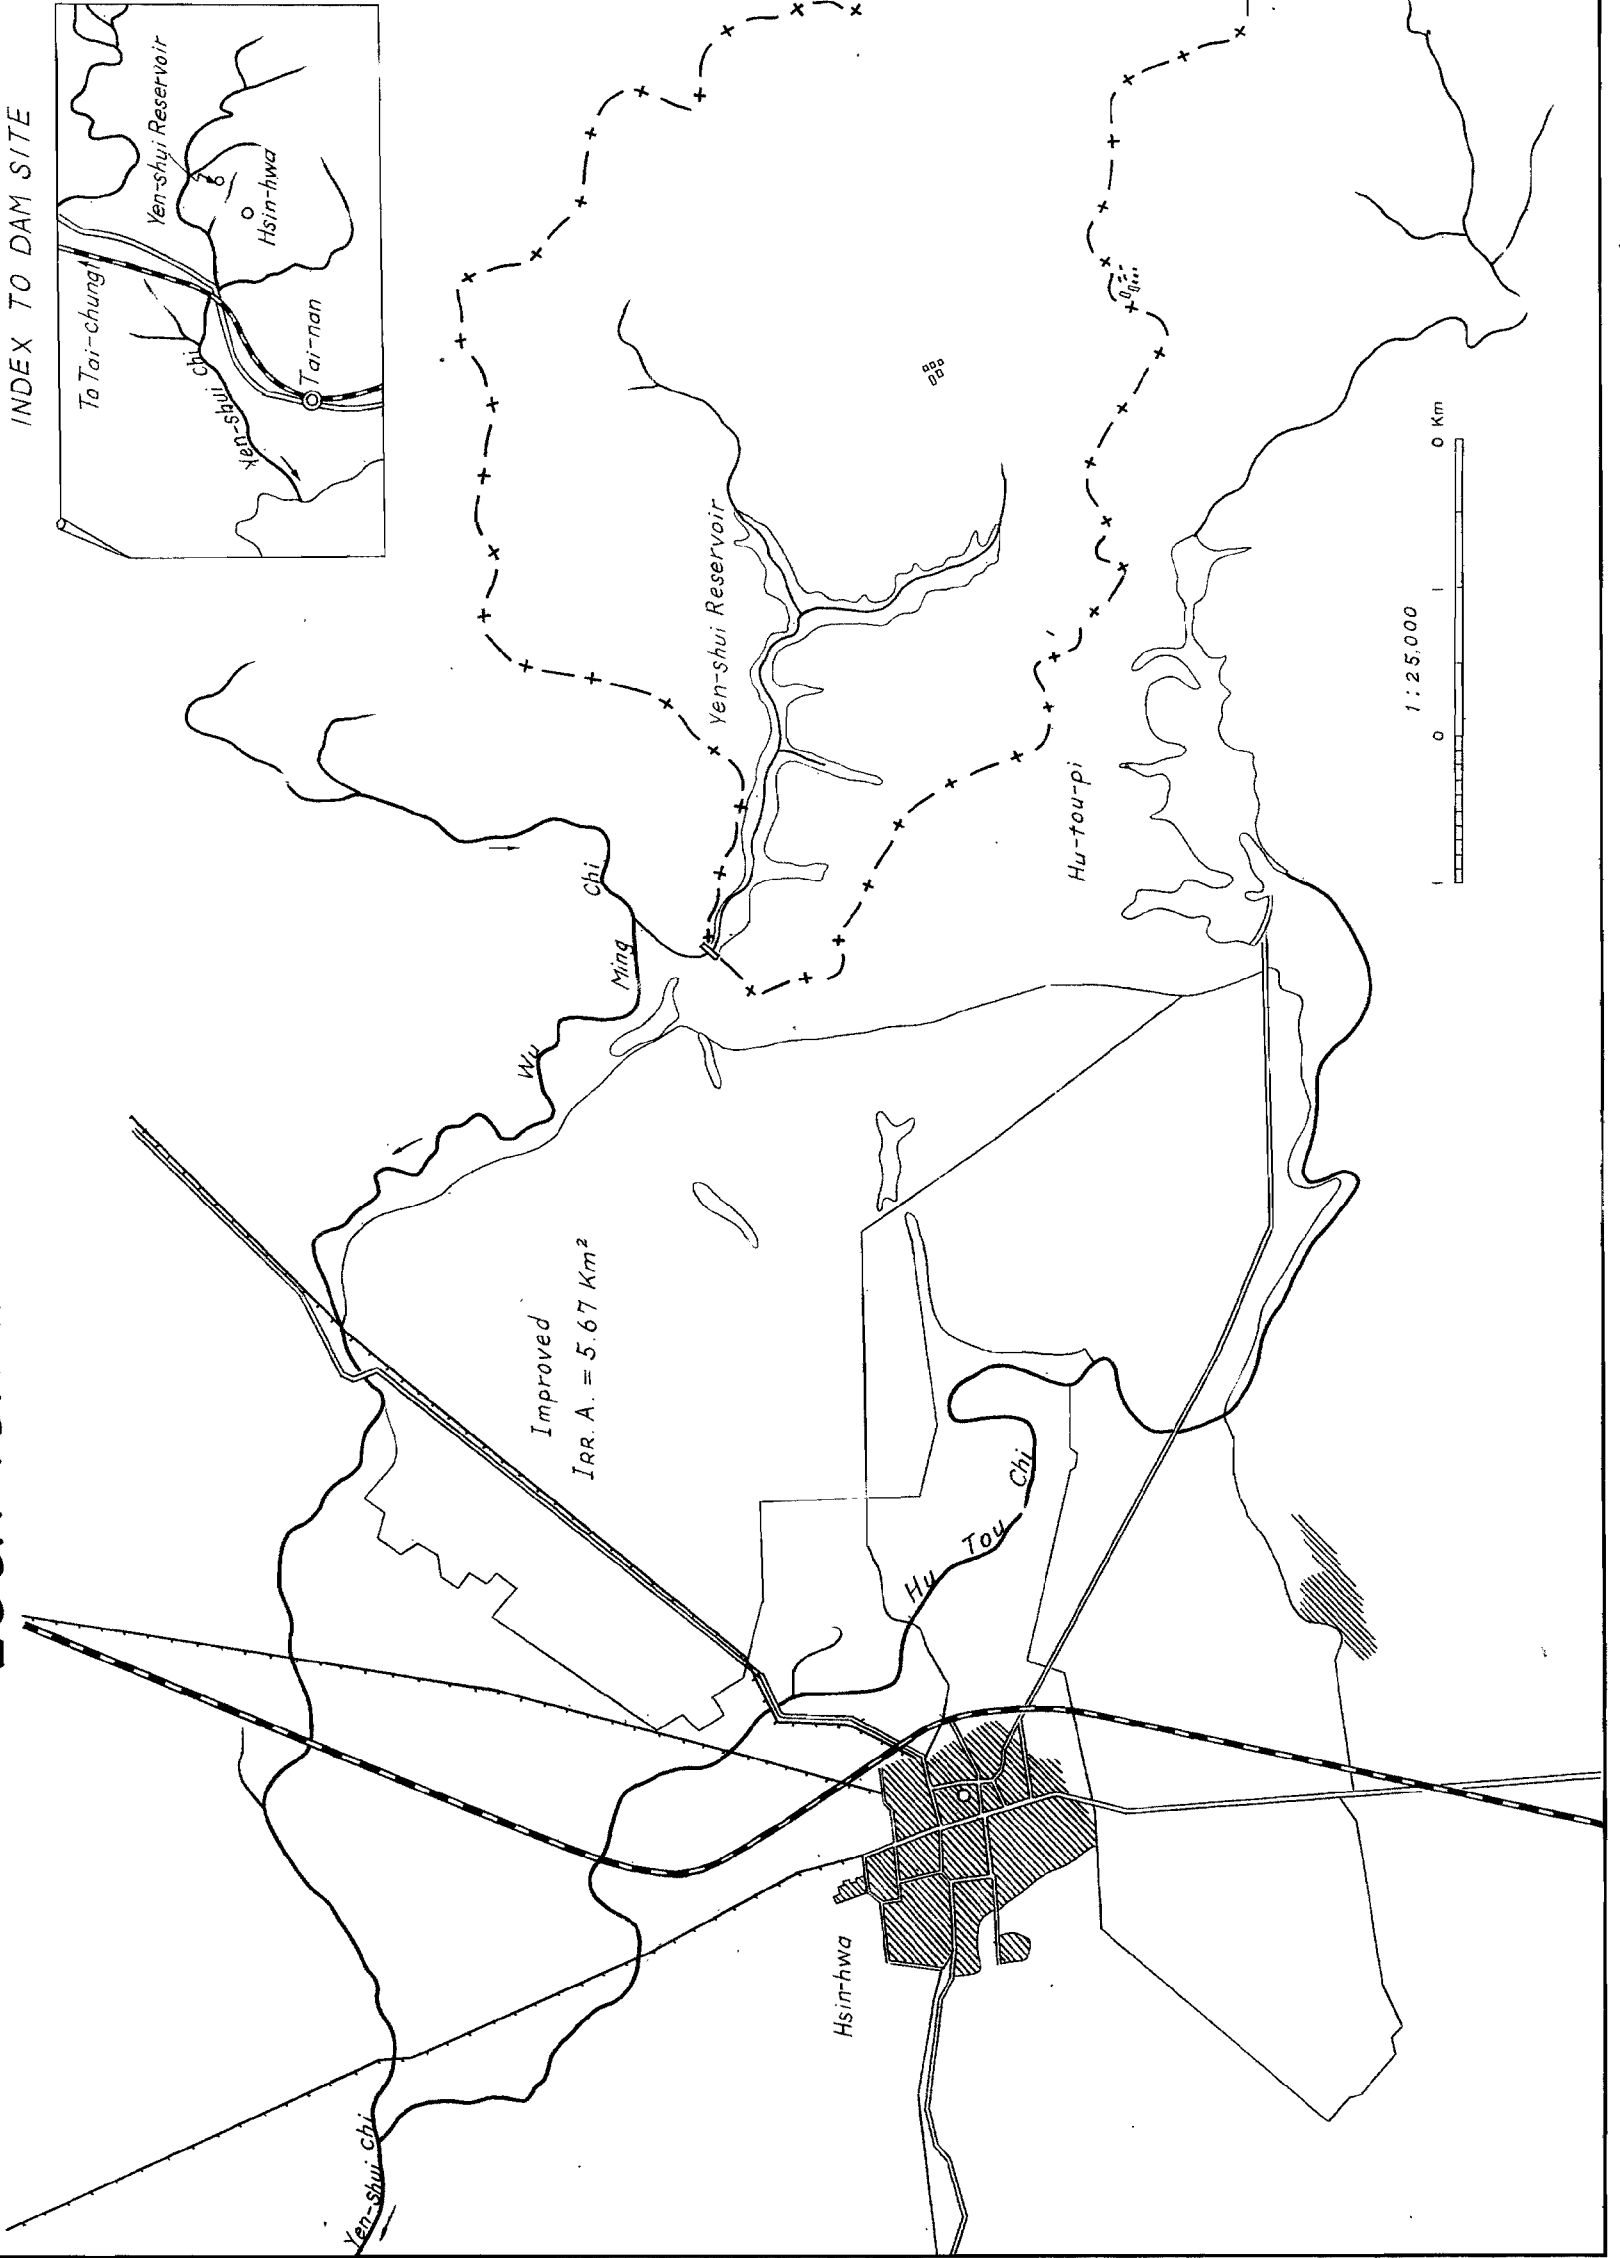 INDEX TO DAM SITE
To Tai-chung
Yen-shui Reservoir
Hsin-hwa
Yen-shui Chi
Tai-nan
Yen-shui Reservoir
Wu Ming Chi
Hu-tou-pi
Improved
IRR. A. = 5.67 Km²
Hu Tou Chi
Hsin-hwa
Yen-shui Chi
1:25,000
1 0 1 0 Km